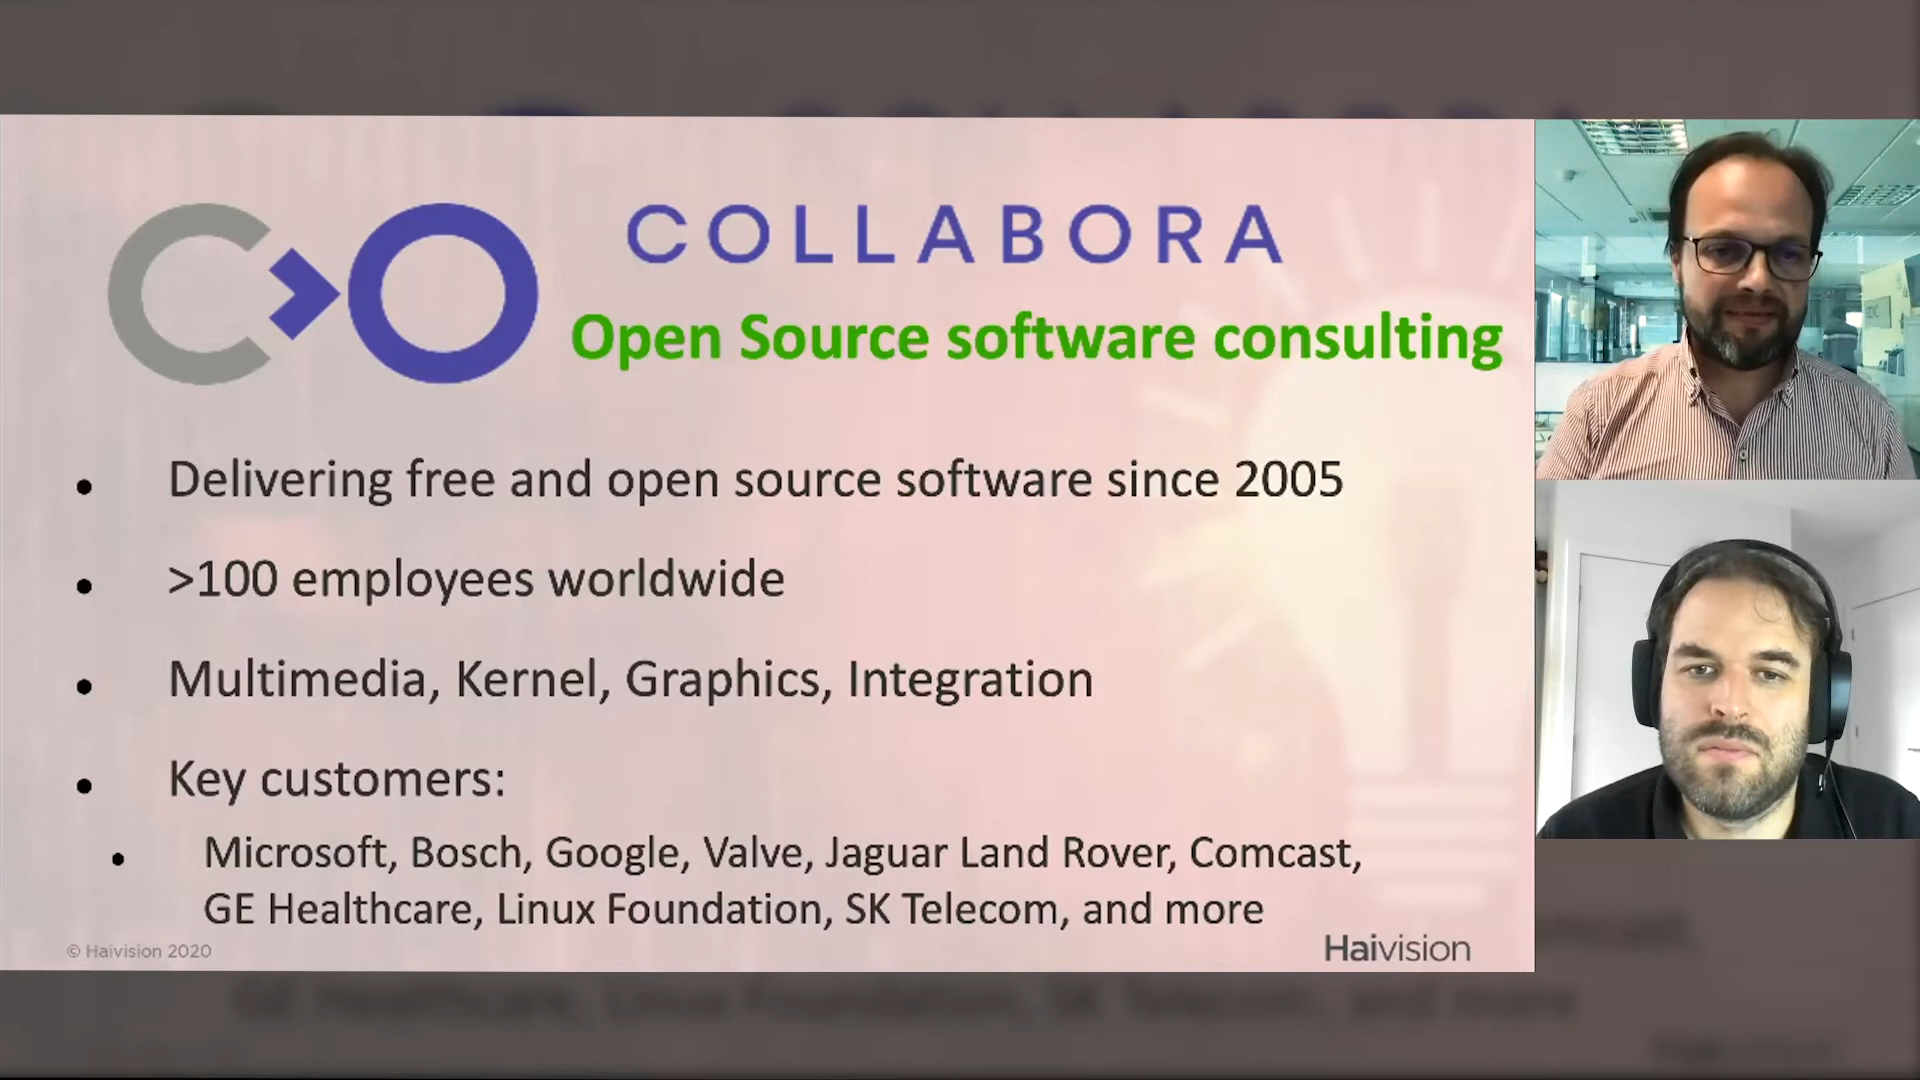 COLLABORA
Open Source software consulting
• Delivering free and open source software since 2005
• >100 employees worldwide
• Multimedia, Kernel, Graphics, Integration
• Key customers:
• Microsoft, Bosch, Google, Valve, Jaguar Land Rover, Comcast,
GE Healthcare, Linux Foundation, SK Telecom, and more
© Haivision 2020
Haivision